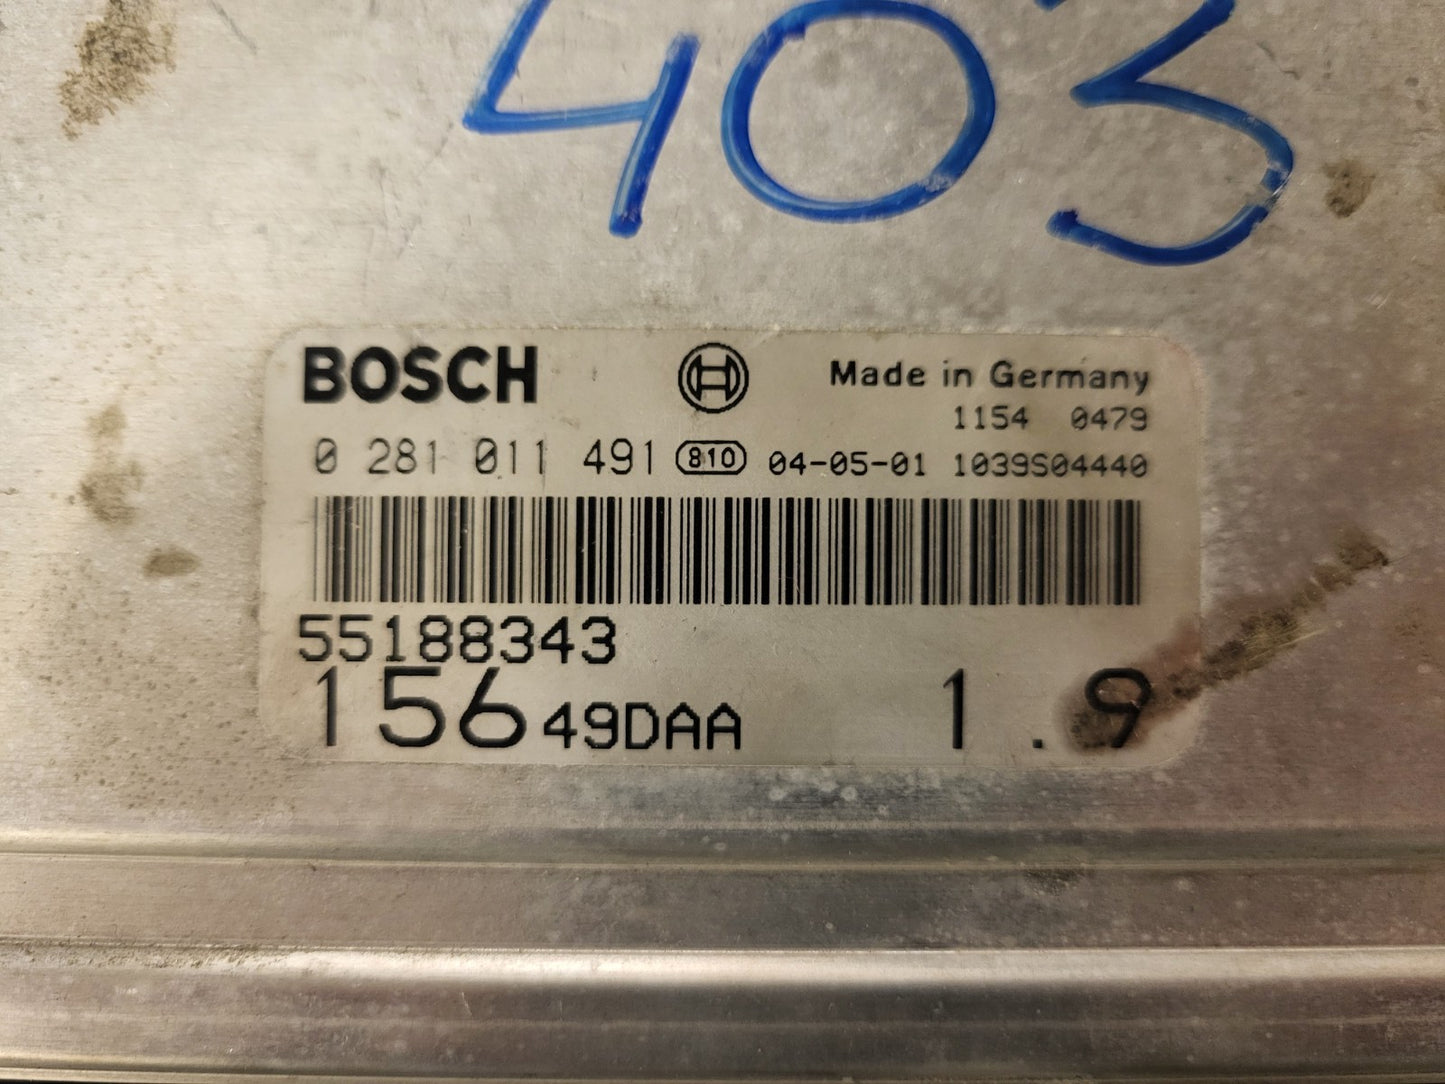 403
BOSCH Made in Germany
1154 0479
0 281 011 491 810 04-05-01 1039S04440
55188343
156 49DAA 1.9